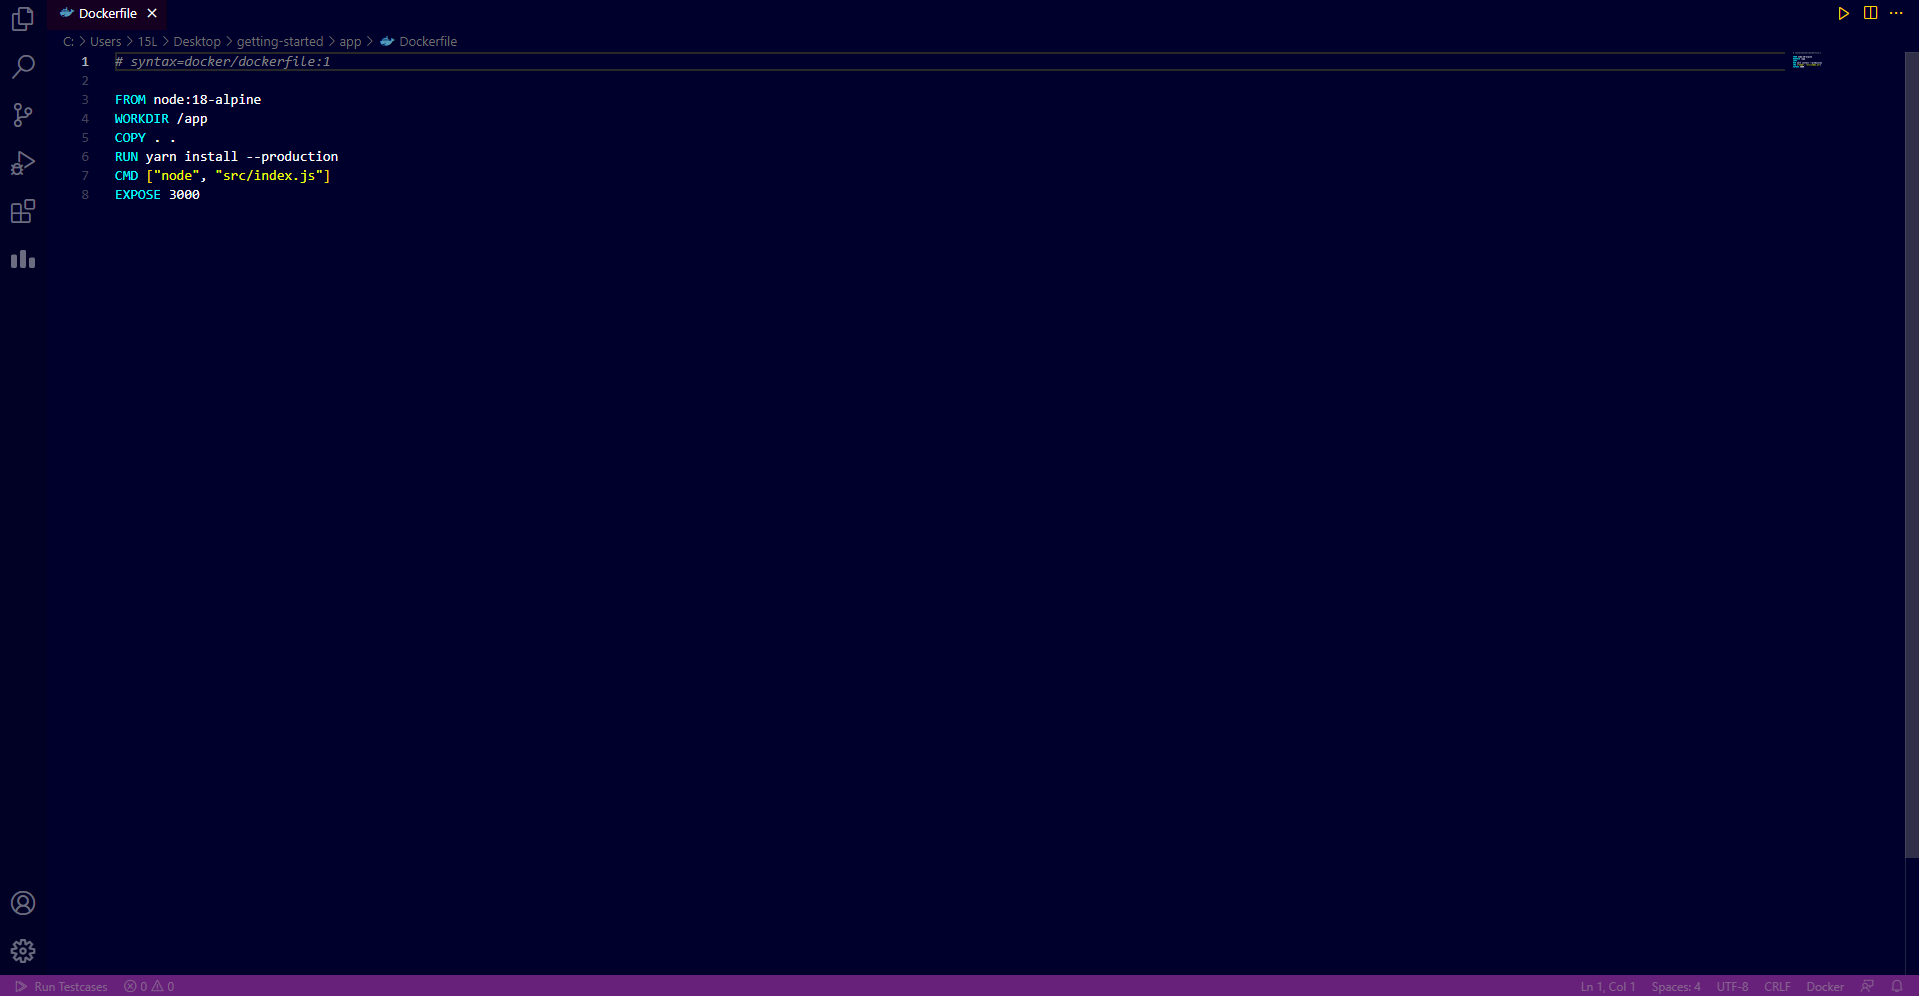 Dockerfile
C: > Users > 15L > Desktop > getting-started > app > Dockerfile
1 # syntax=docker/dockerfile:1
2
3 FROM node:18-alpine
4 WORKDIR /app
5 COPY . .
6 RUN yarn install --production
7 CMD ["node", "src/index.js"]
8 EXPOSE 3000
Run Testcases 0 0 Ln 1, Col 1 Spaces: 4 UTF-8 CRLF Docker